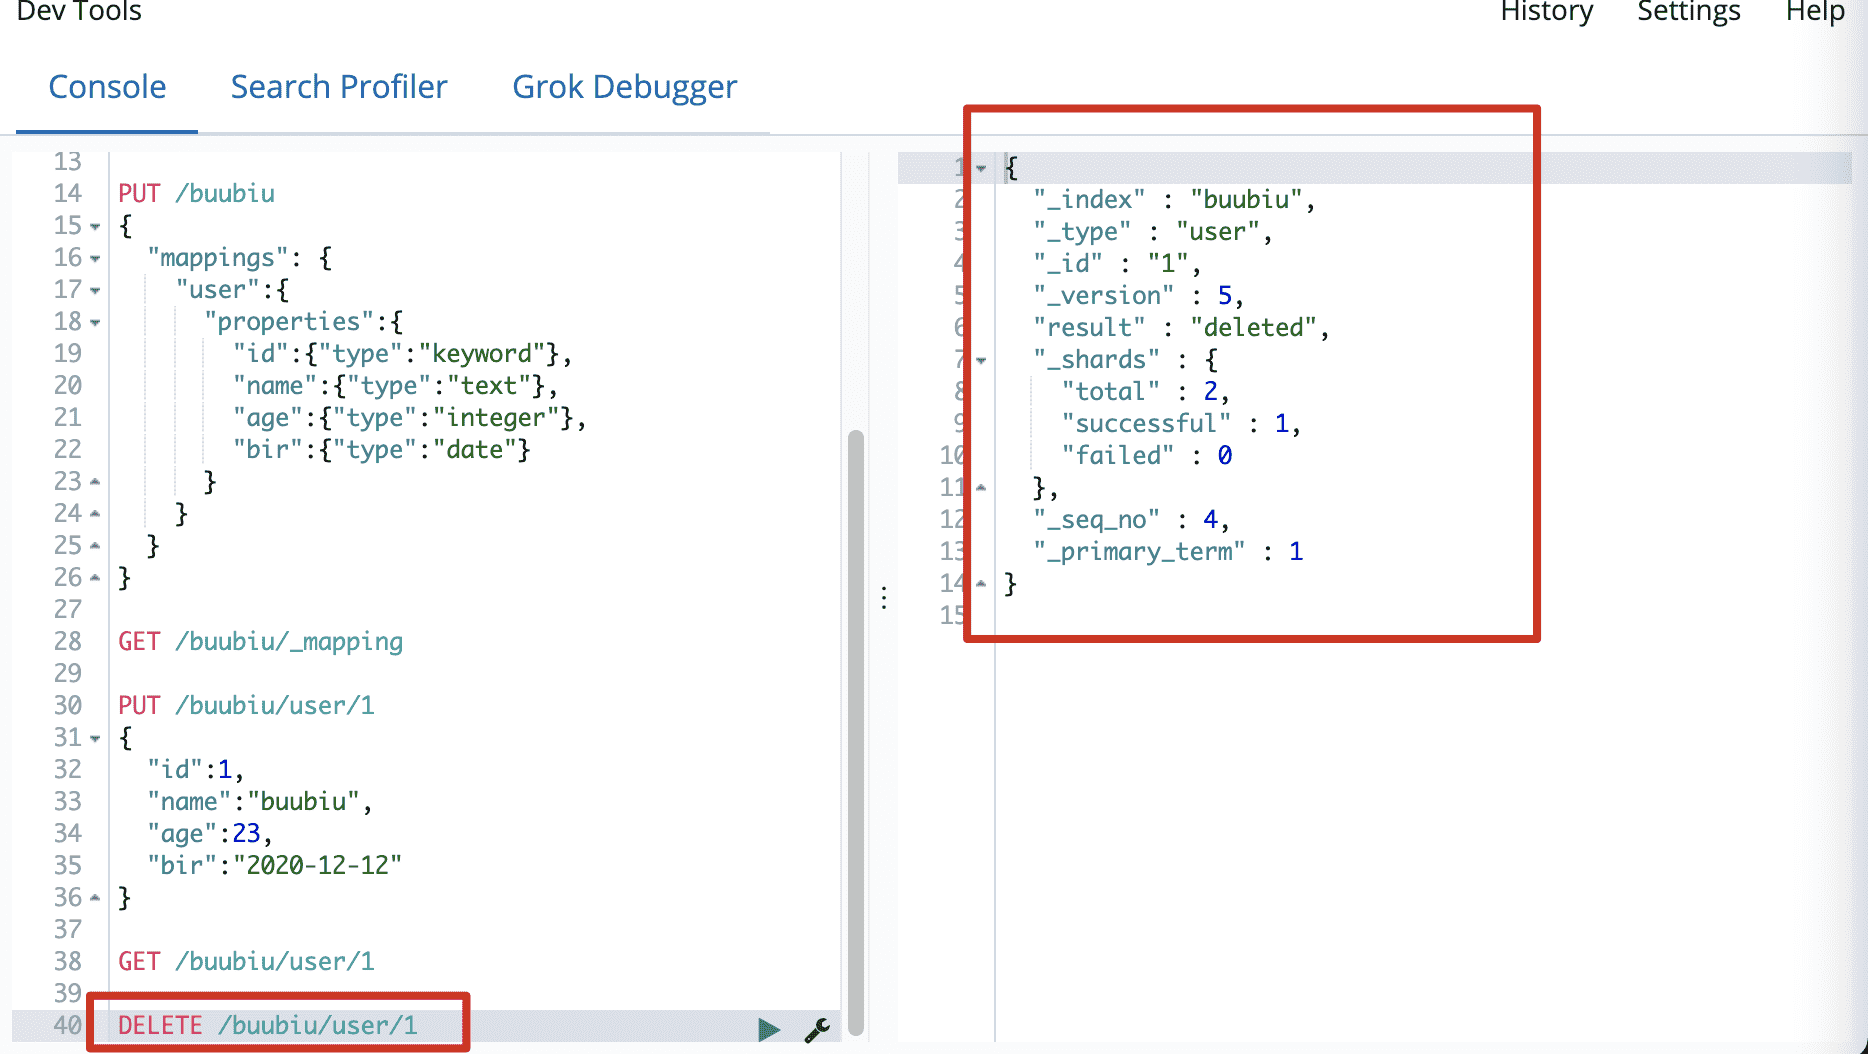 Dev Tools
History Settings Help
Console Search Profiler Grok Debugger
13
14 PUT /buubiu
15 {
16 "mappings": {
17 "user":{
18 "properties":{
19 "id":{"type":"keyword"},
20 "name":{"type":"text"},
21 "age":{"type":"integer"},
22 "bir":{"type":"date"}
23 }
24 }
25 }
26 }
27
28 GET /buubiu/_mapping
29
30 PUT /buubiu/user/1
31 {
32 "id":1,
33 "name":"buubiu",
34 "age":23,
35 "bir":"2020-12-12"
36 }
37
38 GET /buubiu/user/1
39
40 DELETE /buubiu/user/1
1 {
2 "_index" : "buubiu",
3 "_type" : "user",
4 "_id" : "1",
5 "_version" : 5,
6 "result" : "deleted",
7 "_shards" : {
8 "total" : 2,
9 "successful" : 1,
10 "failed" : 0
11 },
12 "_seq_no" : 4,
13 "_primary_term" : 1
14 }
15